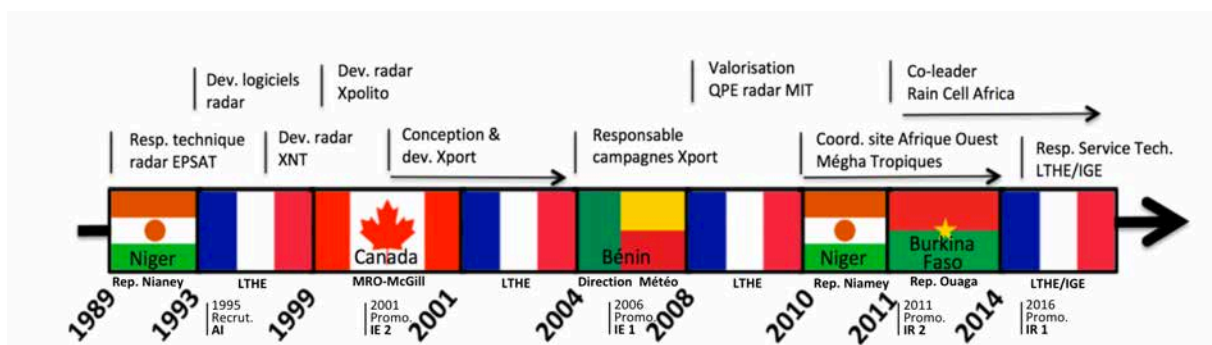 Dev. logiciels
radar
Dev. radar
Xpolito
Valorisation
QPE radar MIT
Co-leader
Rain Cell Africa
Resp. technique
radar EPSAT
Dev. radar
XNT
Conception &
dev. Xport
Responsable
campagnes Xport
Coord. site Afrique Ouest
Mégha Tropiques
Resp. Service Tech.
LTHE/IGE
Niger
Canada
Bénin
Niger
Burkina
Faso
Rep. Nianey
LTHE
MRO-McGill
LTHE
Direction Météo
LTHE
Rep. Niamey
Rep. Ouaga
LTHE/IGE
1989
1993
1999
2001
2004
2008
2010
2011
2014
1995
Recrut.
AI
2001
Promo.
IE 2
2006
Promo.
IE 1
2011
Promo.
IR 2
2016
Promo.
IR 1